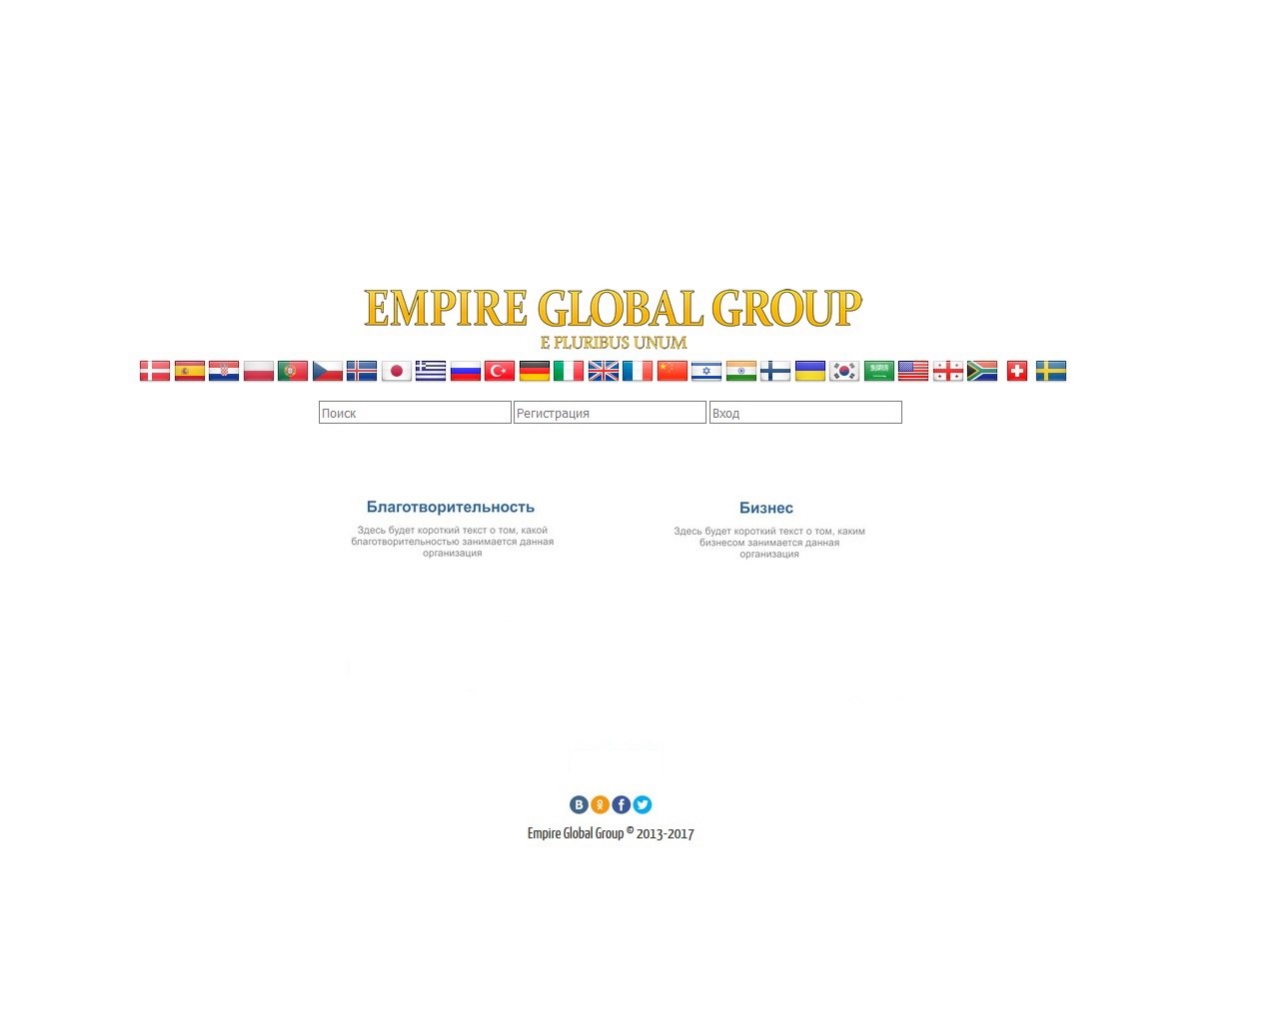 EMPIRE GLOBAL GROUP
E PLURIBUS UNUM
Поиск
Регистрация
Вход
Благотворительность
Здесь будет короткий текст о том, какой
благотворительностью занимается данная
организация
Бизнес
Здесь будет короткий текст о том, каким
бизнесом занимается данная
организация
Empire Global Group © 2013-2017